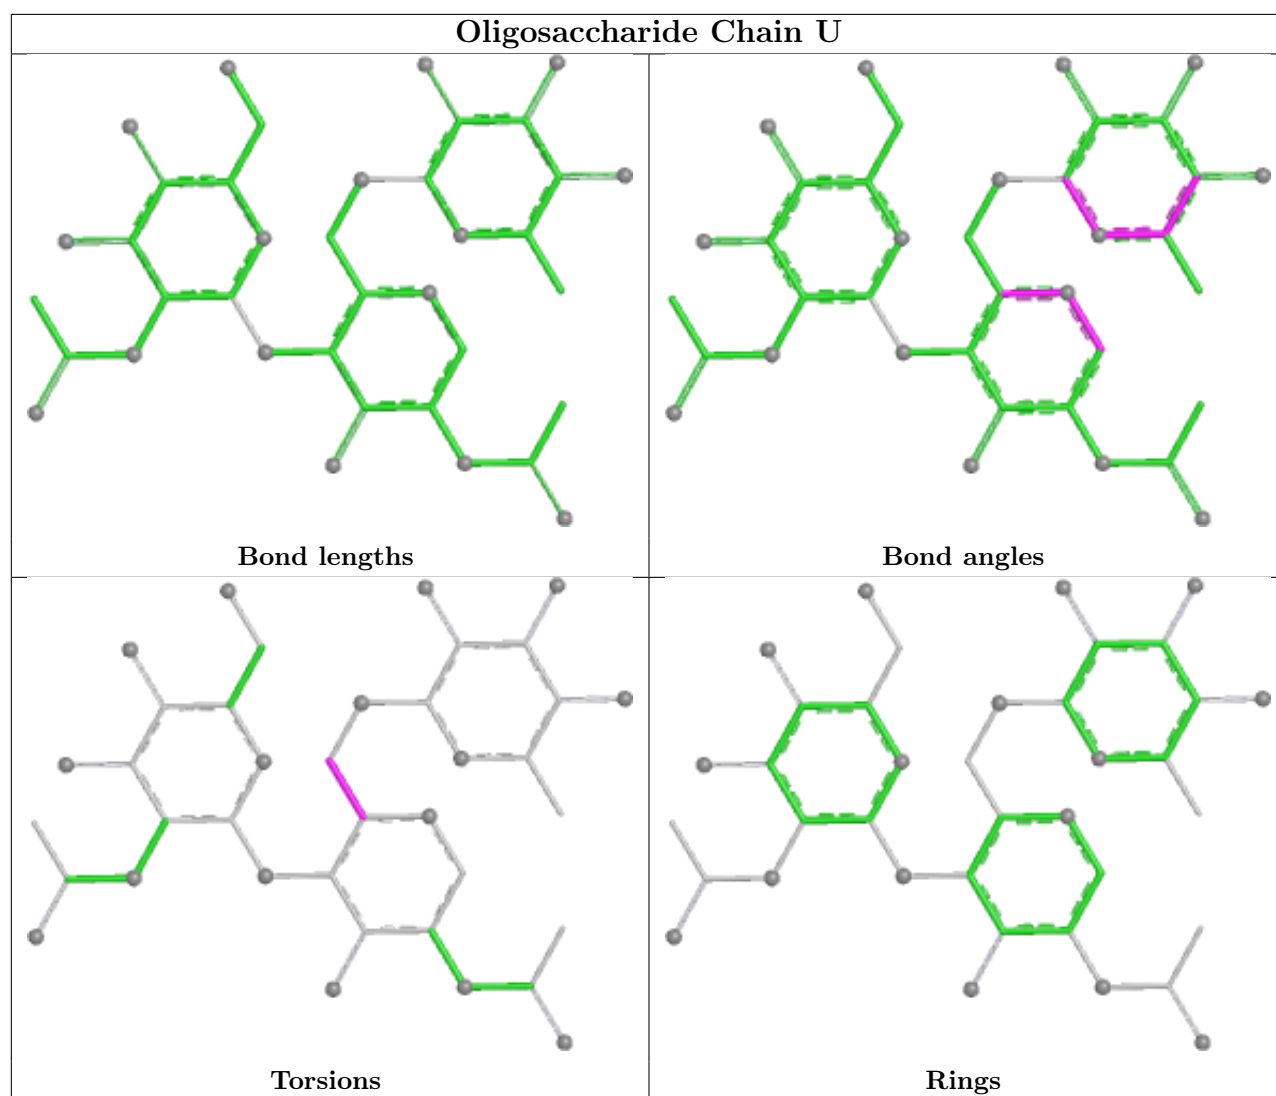 Oligosaccharide Chain U
Bond lengths
Bond angles
Torsions
Rings